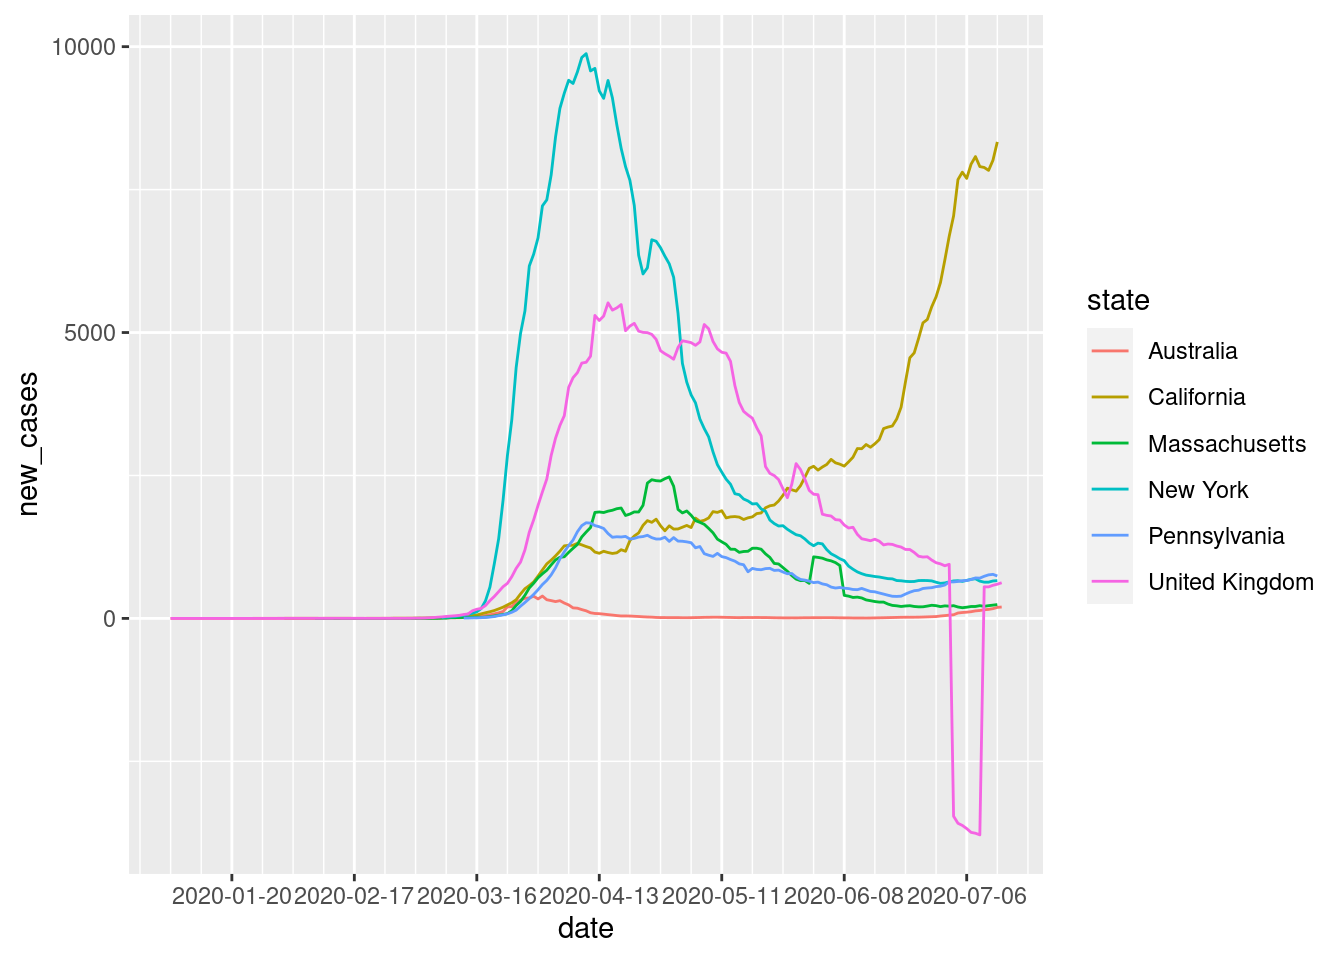 10000
5000
0
new_cases
2020-01-20 2020-02-17 2020-03-16 2020-04-13 2020-05-11 2020-06-08 2020-07-06
date
state
Australia
California
Massachusetts
New York
Pennsylvania
United Kingdom